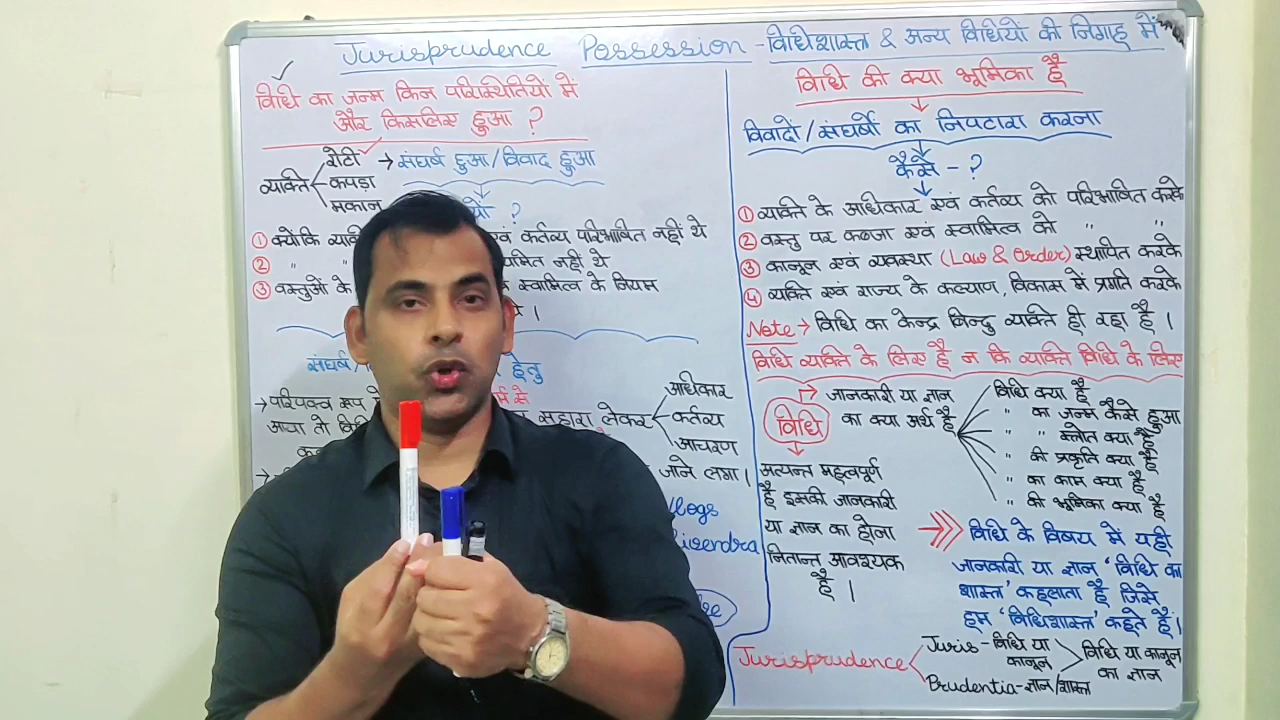 Jurisprudence Possession - विधिशास्त्र & अन्य विधियों की निगाह में
विधि का जन्म किन परिस्थितियों में
और किसलिए हुआ ?
व्यक्ति
रोटी
कपड़ा
मकान
→ संघर्ष हुआ/विवाद हुआ
?
① क्योंकि एवं कर्तव्य परिभाषित नहीं थे
② " " नहीं थे
③ वस्तुओं के स्वामित्व के नियम
।
संघर्ष हेतु
→ परिपक्व रूप से
आया तो सहारा लेकर
अधिकार
कर्तव्य
आचरण
→ जाने लगा।
विधि की क्या भूमिका है
विवादों/संघर्षों का निपटारा करना
कैसे - ?
① व्यक्ति के अधिकार एवं कर्तव्य को परिभाषित करके
② वस्तु पर कब्जा एवं स्वामित्व को " "
③ कानून एवं व्यवस्था (Law & Order) स्थापित करके
④ व्यक्ति एवं राज्य के कल्याण, विकास में प्रगति करके
Note → विधि का केन्द्र बिन्दु व्यक्ति ही रहा है।
विधि व्यक्ति के लिए है न कि व्यक्ति विधि के लिए
विधि
→ जानकारी या ज्ञान
का क्या अर्थ है
विधि क्या है
" का जन्म कैसे हुआ
" " स्त्रोत क्या है
" की प्रकृति क्या है
" का काम क्या है
" की भूमिका क्या है
अत्यन्त महत्वपूर्ण
है इसकी जानकारी
या ज्ञान का होना
नितान्त आवश्यक
है।
विधि के विषय में यही
जानकारी या ज्ञान 'विधि का
शास्त्र' कहलाता है जिसे
हम 'विधिशास्त्र' कहते हैं।
Jurisprudence
Juris - विधि या
कानून
Prudentia - ज्ञान/शास्त्र
विधि या कानून
का ज्ञान